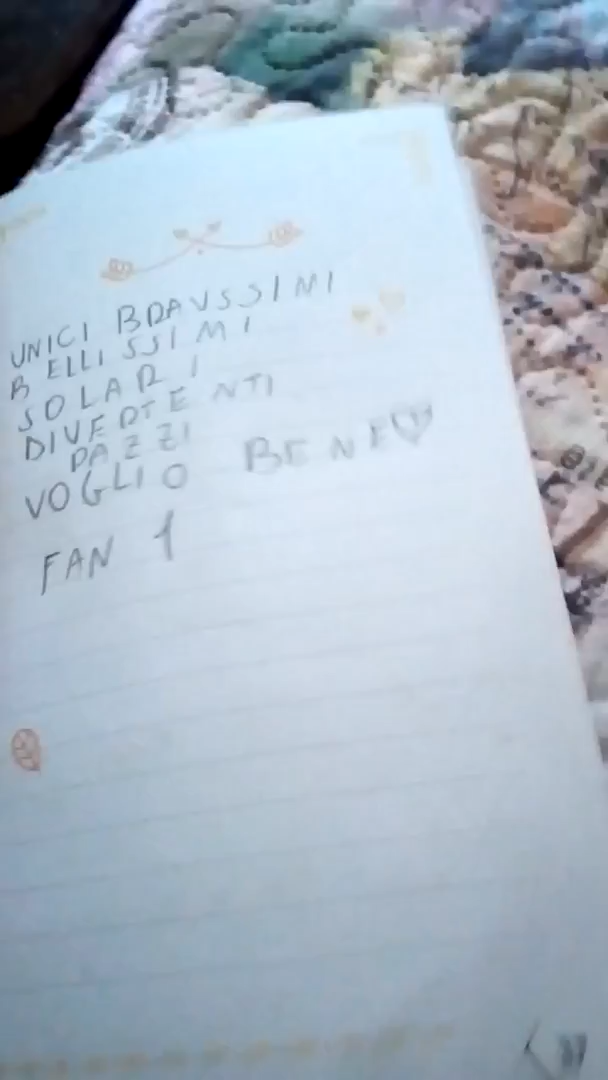 UNICI BRAVSSIMI
BELLISSIMI
SOLARI
DIVERTENTI
PAZZI
VOGLIO BENE
FAN 1